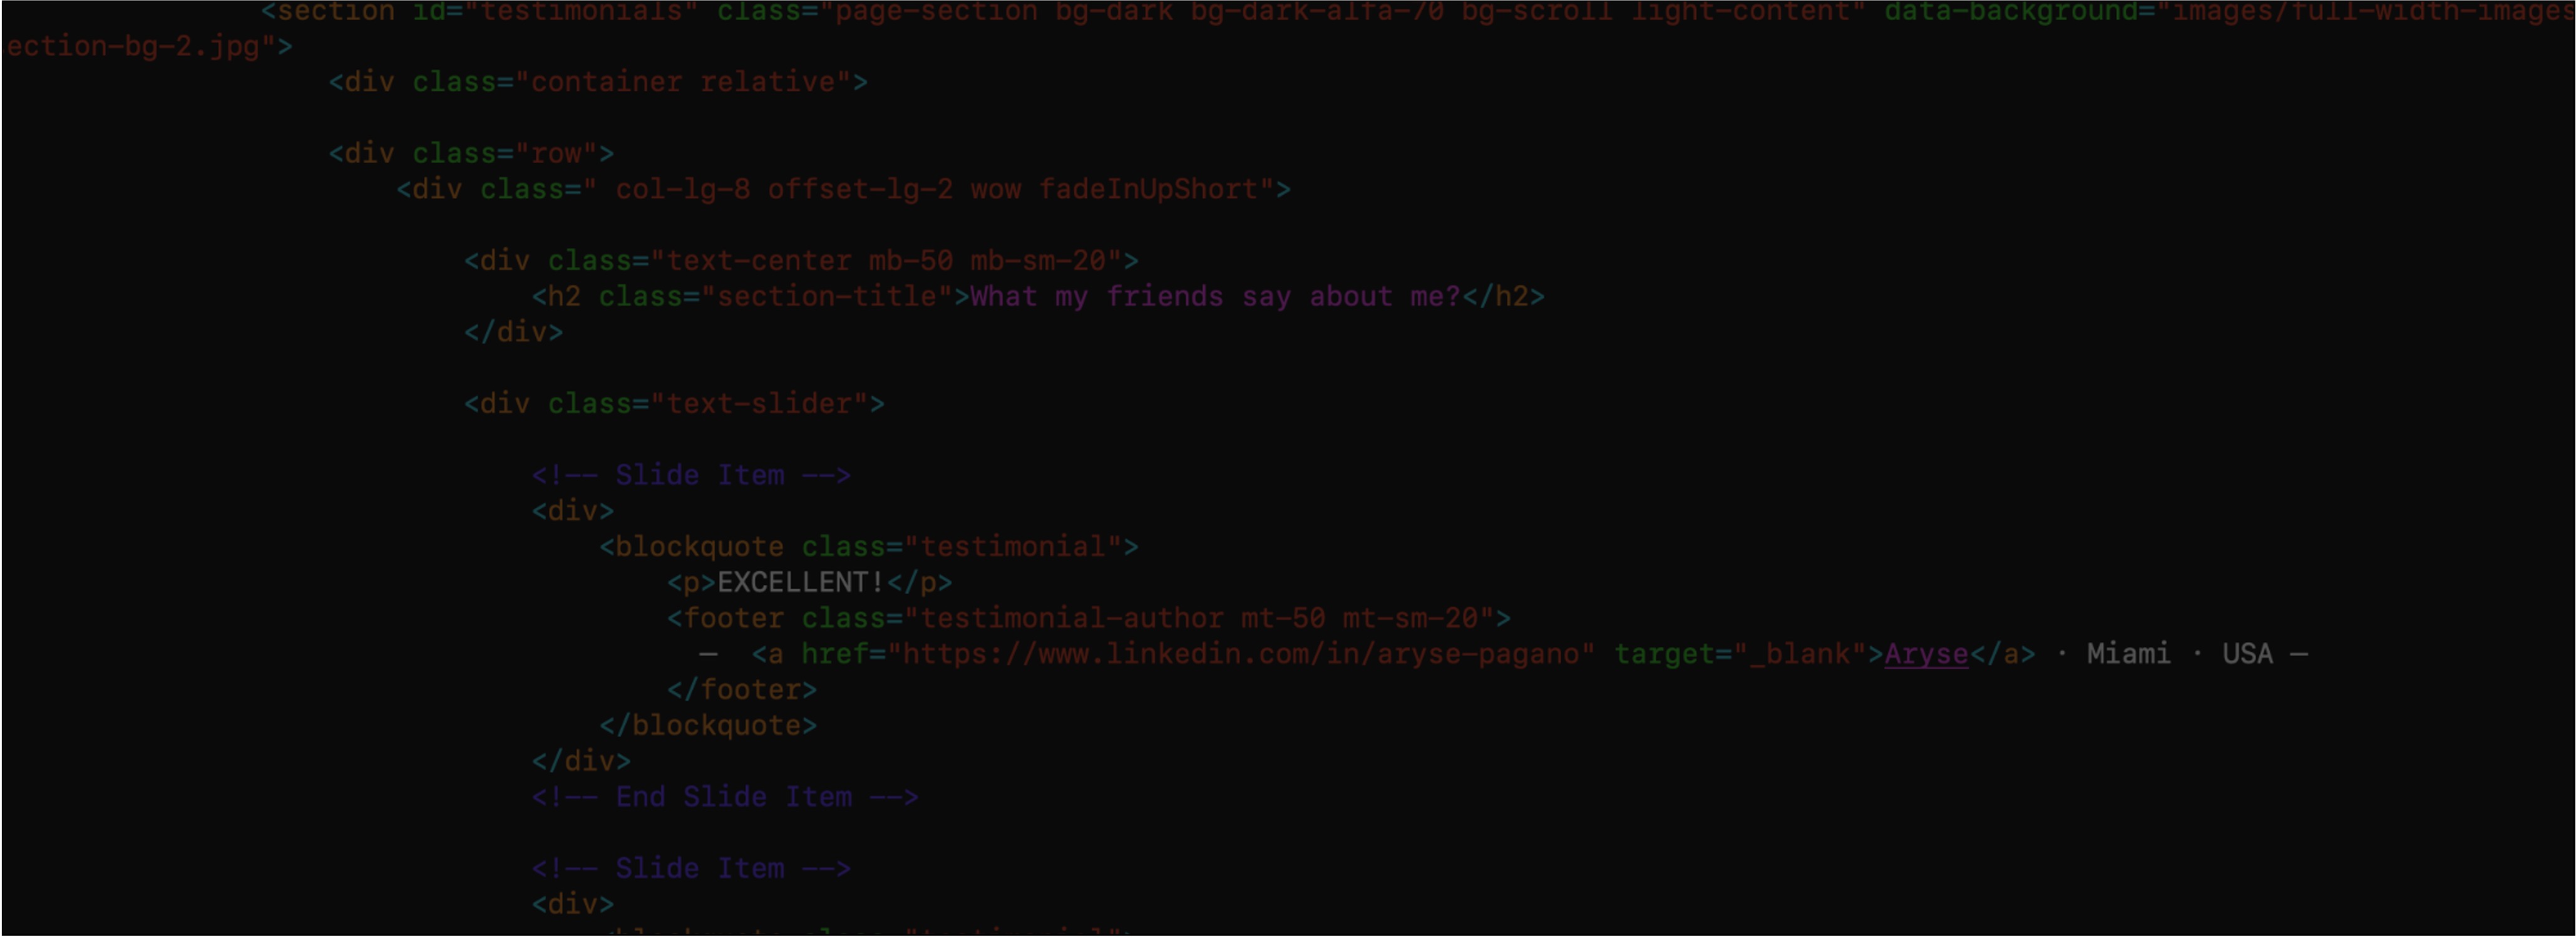 <section id="testimonials" class="page-section bg-dark bg-dark-alfa-70 bg-scroll light-content" data-background="images/full-width-images
ection-bg-2.jpg">
<div class="container relative">
<div class="row">
<div class=" col-lg-8 offset-lg-2 wow fadeInUpShort">
<div class="text-center mb-50 mb-sm-20">
<h2 class="section-title">What my friends say about me?</h2>
</div>
<div class="text-slider">
<!-- Slide Item -->
<div>
<blockquote class="testimonial">
<p>EXCELLENT!</p>
<footer class="testimonial-author mt-50 mt-sm-20">
— <a href="https://www.linkedin.com/in/aryse-pagano" target="_blank">Aryse</a> · Miami · USA —
</footer>
</blockquote>
</div>
<!-- End Slide Item -->
<!-- Slide Item -->
<div>